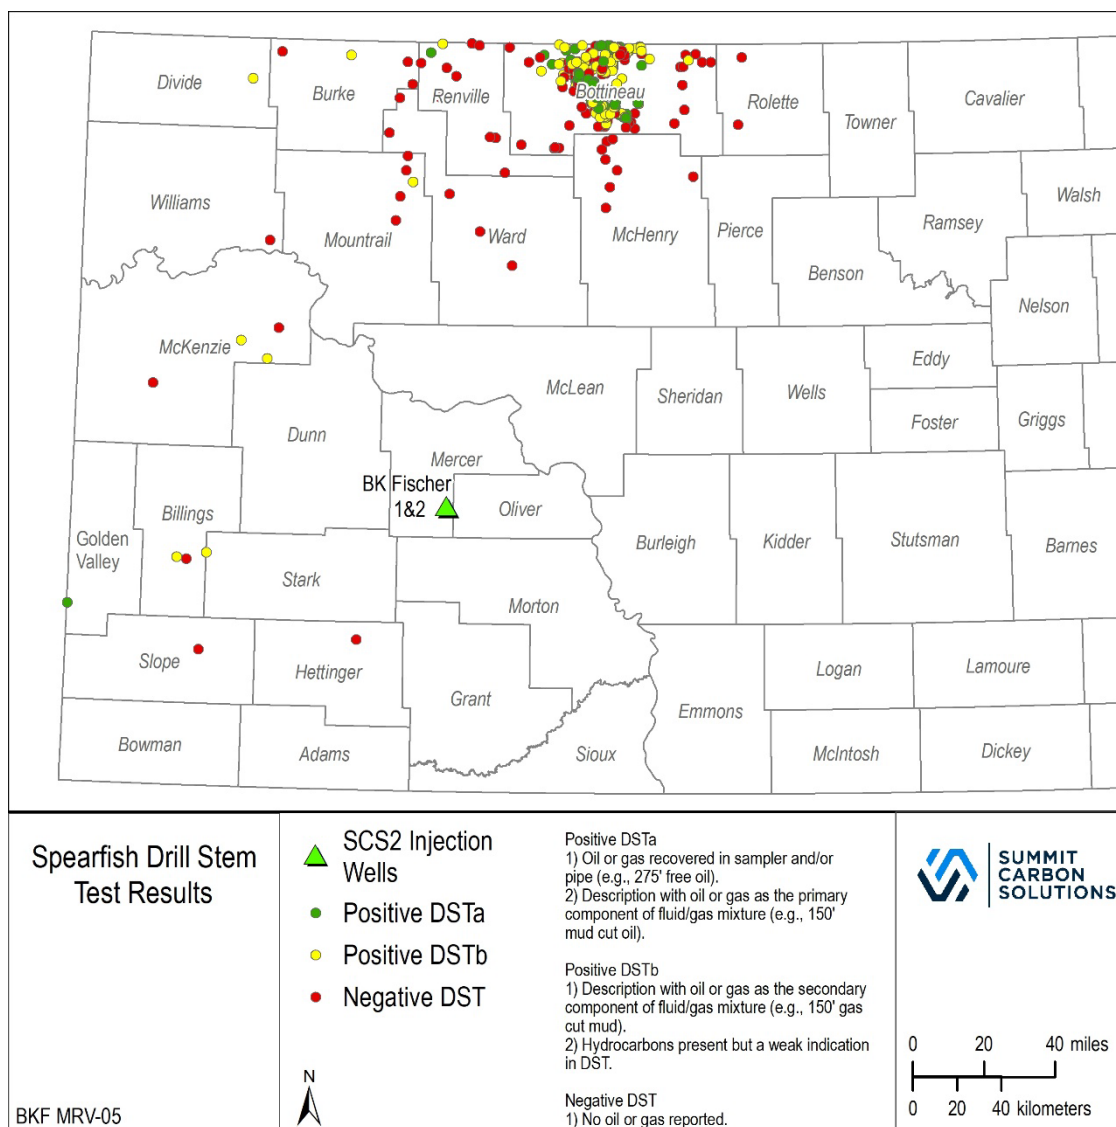 Divide
Burke
Renville
Bottineau
Rolette
Towner
Cavalier
Williams
Mountrail
Ward
McHenry
Pierce
Ramsey
Walsh
Benson
Nelson
McKenzie
Dunn
McLean
Sheridan
Wells
Eddy
Foster
Griggs
Mercer
BK Fischer
1&2
Oliver
Billings
Golden
Valley
Stark
Morton
Burleigh
Kidder
Stutsman
Barnes
Slope
Hettinger
Grant
Logan
Lamoure
Emmons
Bowman
Adams
Sioux
McIntosh
Dickey
Spearfish Drill Stem
Test Results
BKF MRV-05
SCS2 Injection
Wells
Positive DSTa
Positive DSTb
Negative DST
N
Positive DSTa
1) Oil or gas recovered in sampler and/or
pipe (e.g., 275' free oil).
2) Description with oil or gas as the primary
component of fluid/gas mixture (e.g., 150'
mud cut oil).
Positive DSTb
1) Description with oil or gas as the secondary
component of fluid/gas mixture (e.g., 150' gas
cut mud).
2) Hydrocarbons present but a weak indication
in DST.
Negative DST
1) No oil or gas reported.
SUMMIT
CARBON
SOLUTIONS
0 20 40 miles
0 20 40 kilometers